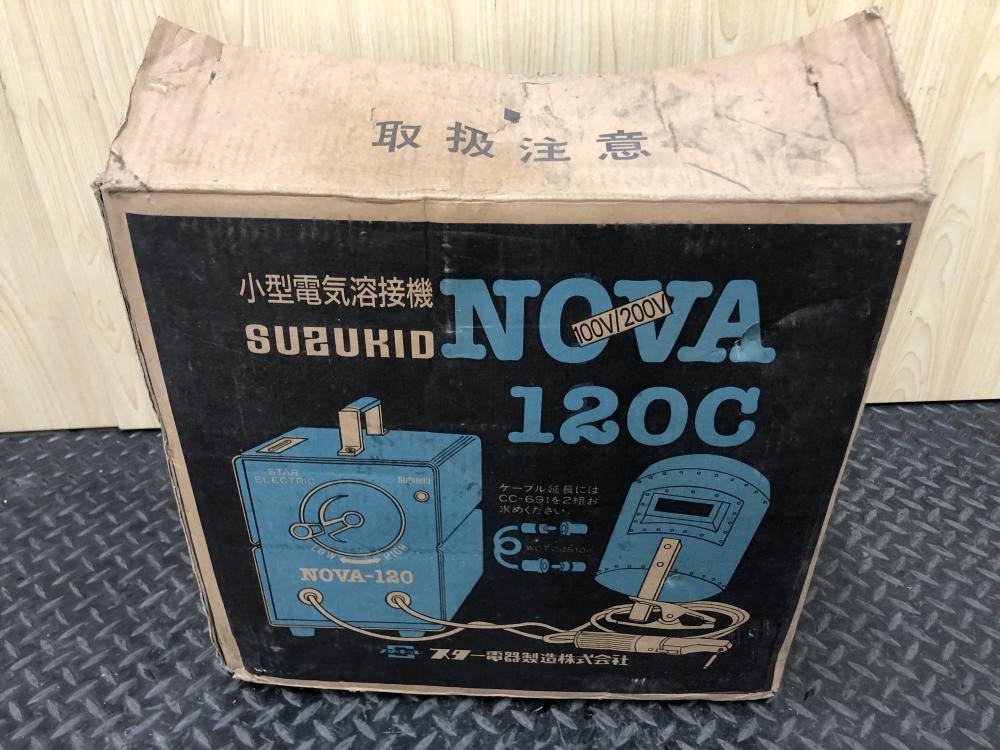 取扱注意
小型電気溶接機
SUZUKID
NOVA
100V/200V
120C
STAR
ELECTRIC
SUZUKID
LOW
HIGH
NOVA-120
ケーブル延長には
CC-691を2組お
求めください。
スター電器製造株式会社